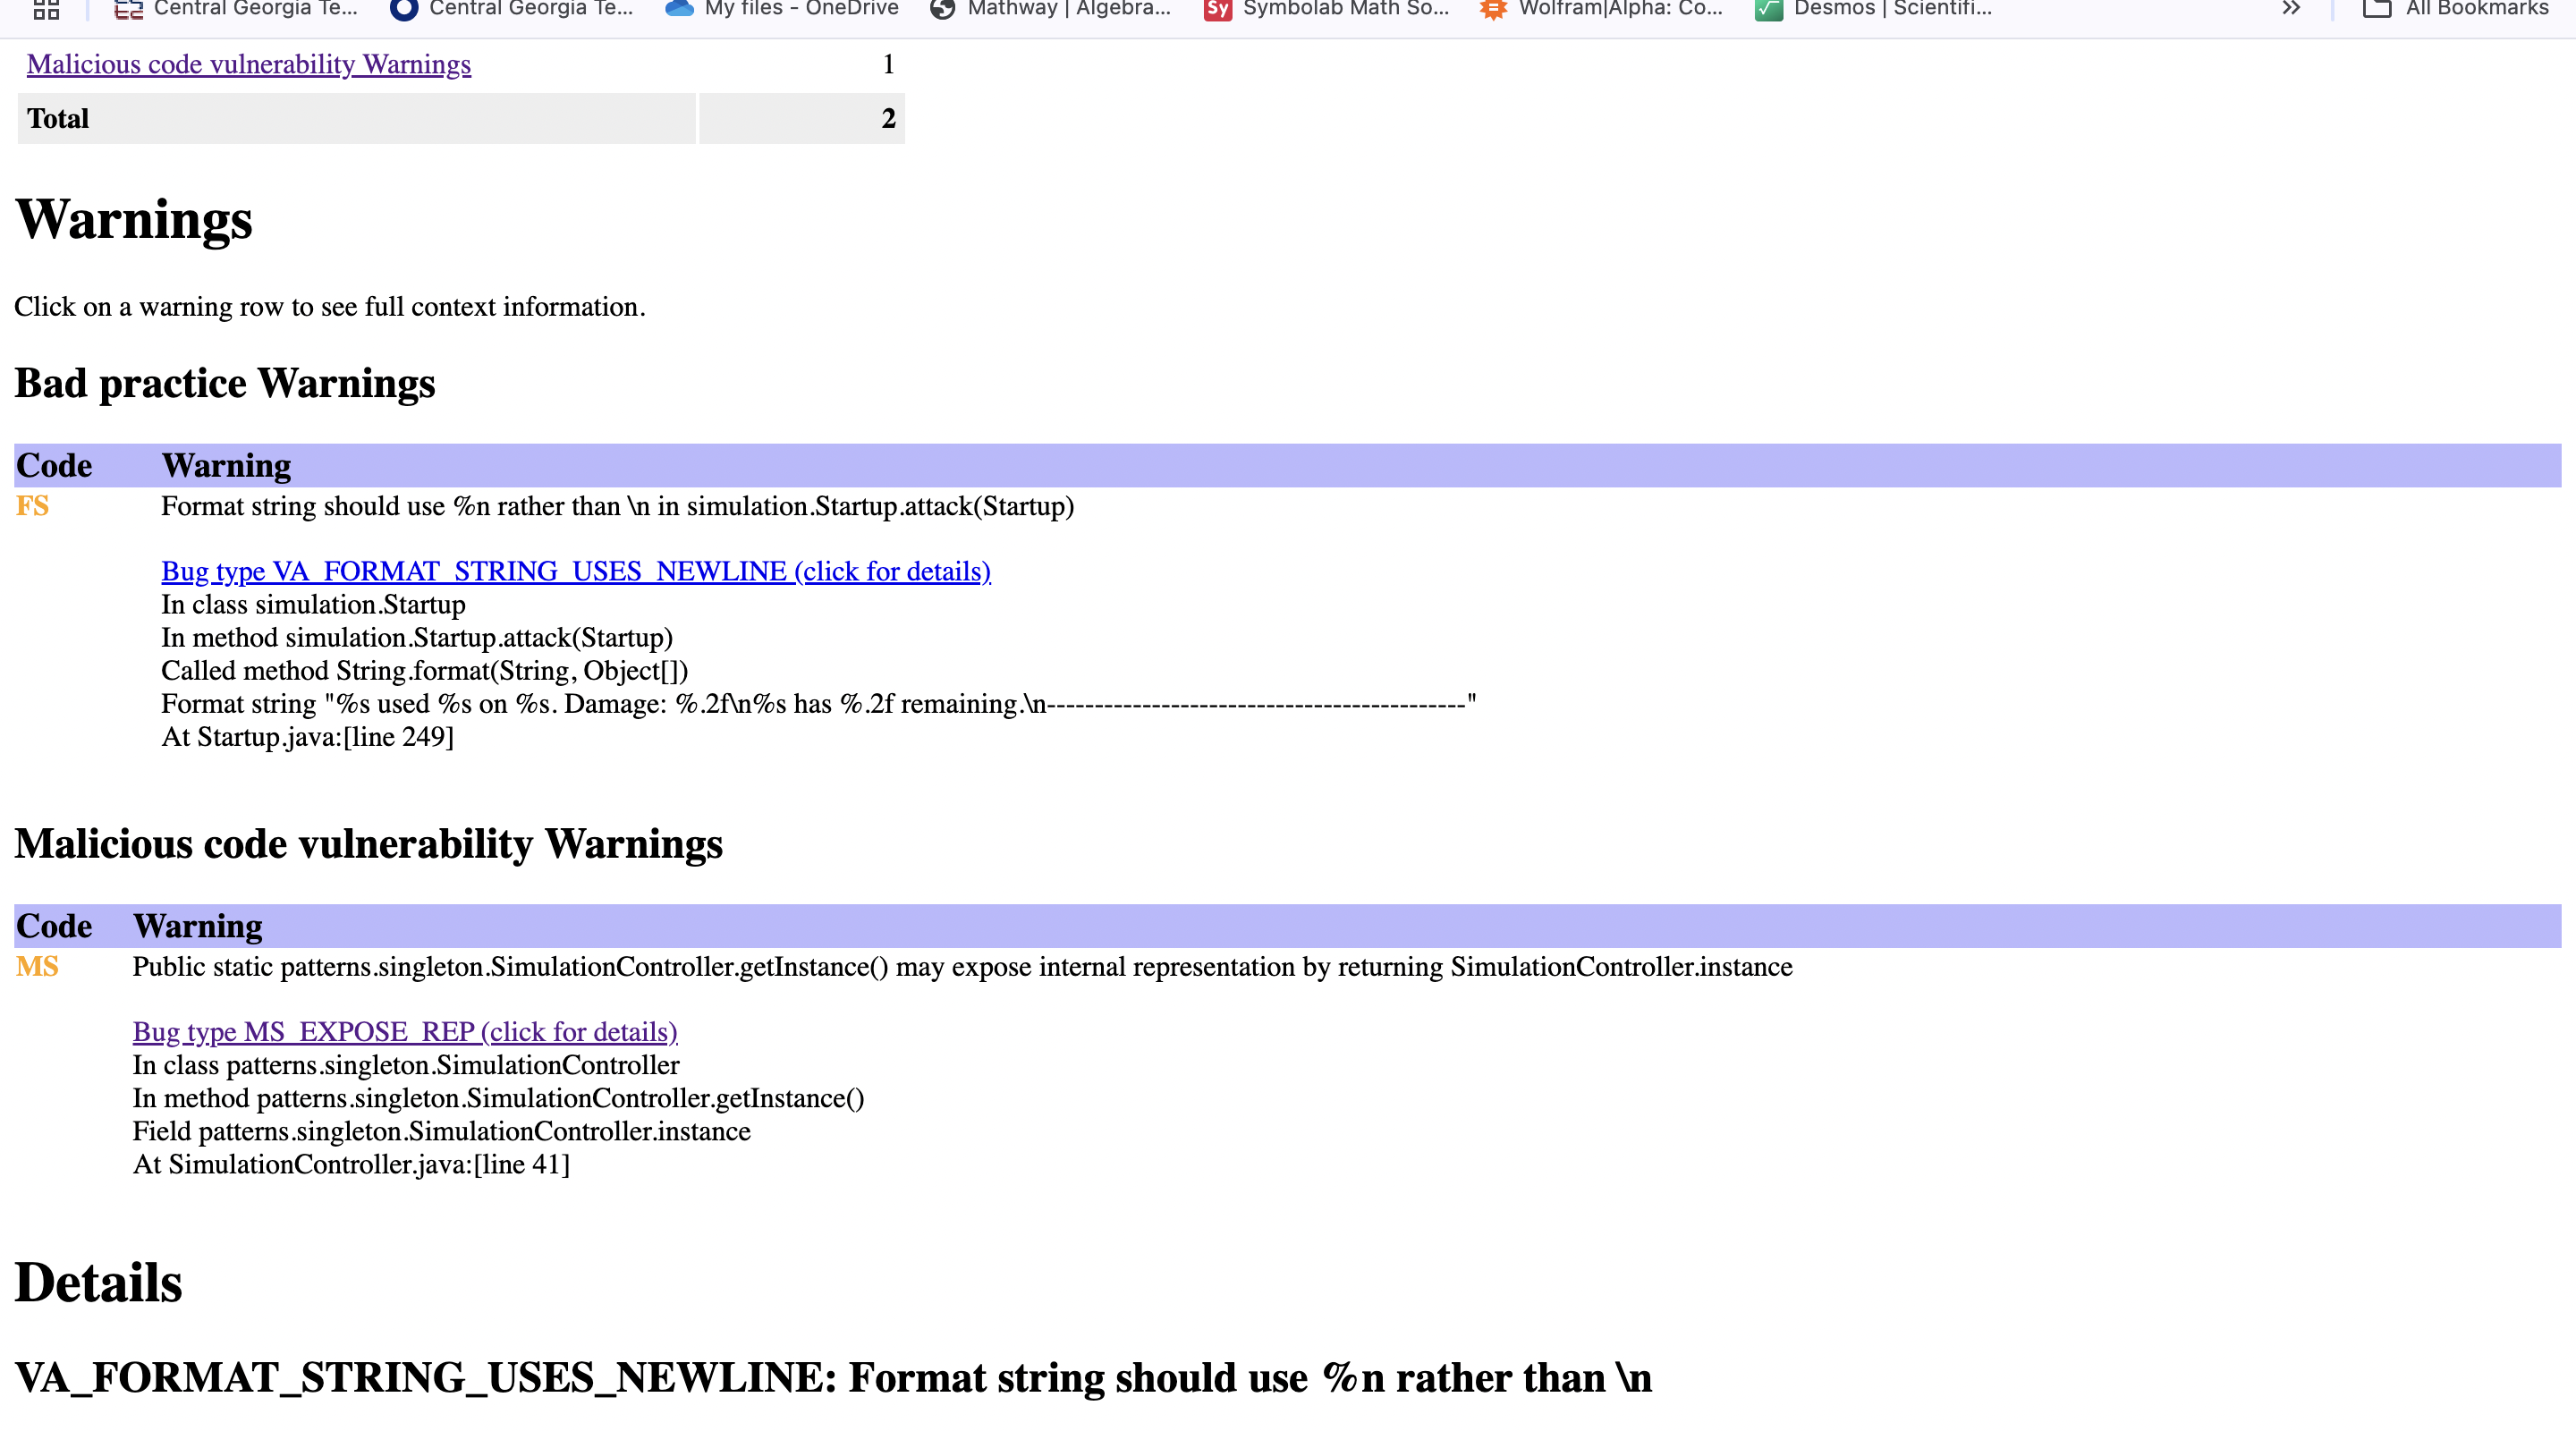 Central Georgia Te...
Central Georgia Te...
My files - OneDrive
Mathway | Algebra...
Sy Symbolab Math So...
Wolfram|Alpha: Co...
Desmos | Scientifi...
All Bookmarks
Malicious code vulnerability Warnings 1
Total 2
Warnings
Click on a warning row to see full context information.
Bad practice Warnings
Code Warning
FS Format string should use %n rather than \n in simulation.Startup.attack(Startup)
Bug type VA_FORMAT_STRING_USES_NEWLINE (click for details)
In class simulation.Startup
In method simulation.Startup.attack(Startup)
Called method String.format(String, Object[])
Format string "%s used %s on %s. Damage: %.2f\n%s has %.2f remaining.\n--------------------------------------------"
At Startup.java:[line 249]
Malicious code vulnerability Warnings
Code Warning
MS Public static patterns.singleton.SimulationController.getInstance() may expose internal representation by returning SimulationController.instance
Bug type MS_EXPOSE_REP (click for details)
In class patterns.singleton.SimulationController
In method patterns.singleton.SimulationController.getInstance()
Field patterns.singleton.SimulationController.instance
At SimulationController.java:[line 41]
Details
VA_FORMAT_STRING_USES_NEWLINE: Format string should use %n rather than \n